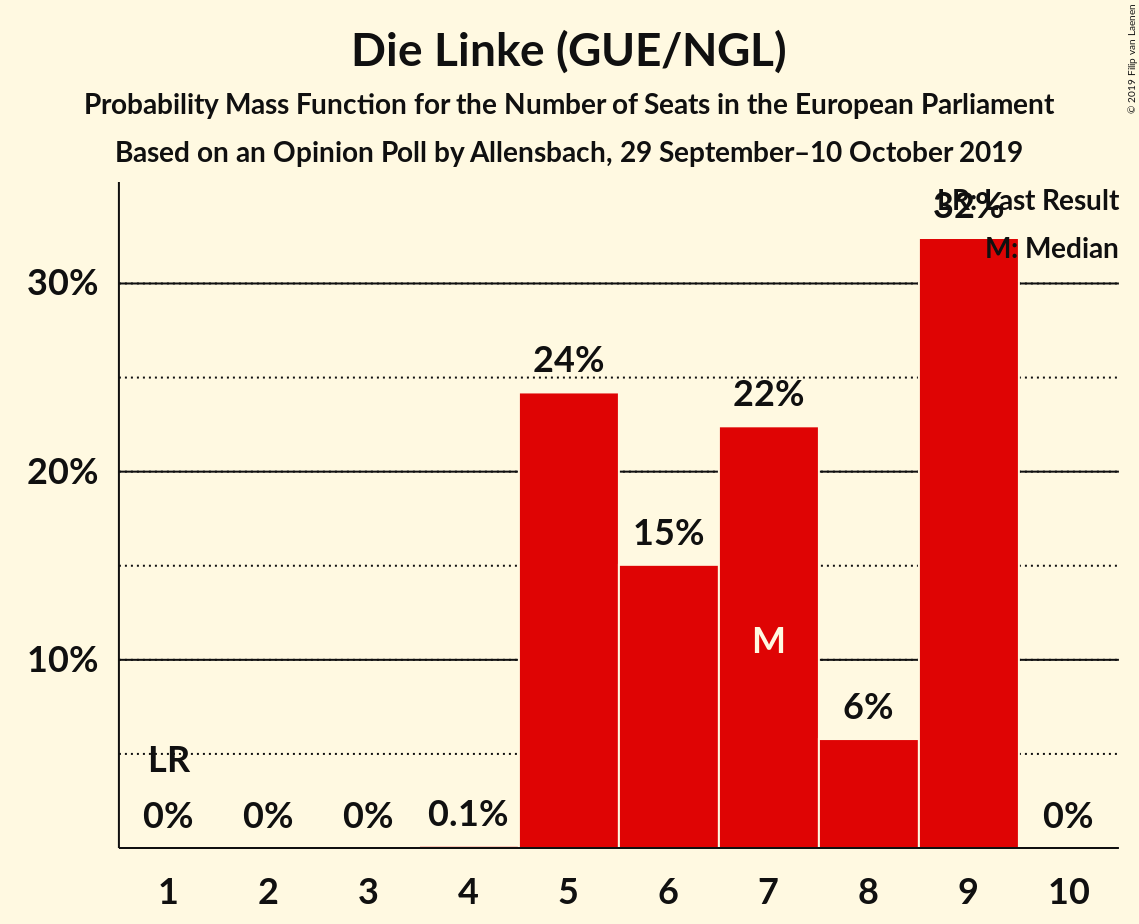 Die Linke (GUE/NGL)
Probability Mass Function for the Number of Seats in the European Parliament
Based on an Opinion Poll by Allensbach, 29 September–10 October 2019
© 2019 Filip van Laenen
LR: Last Result
M: Median
32%
30%
24%
22%
20%
15%
M
10%
6%
LR
0%
0%
0%
0.1%
0%
1 2 3 4 5 6 7 8 9 10